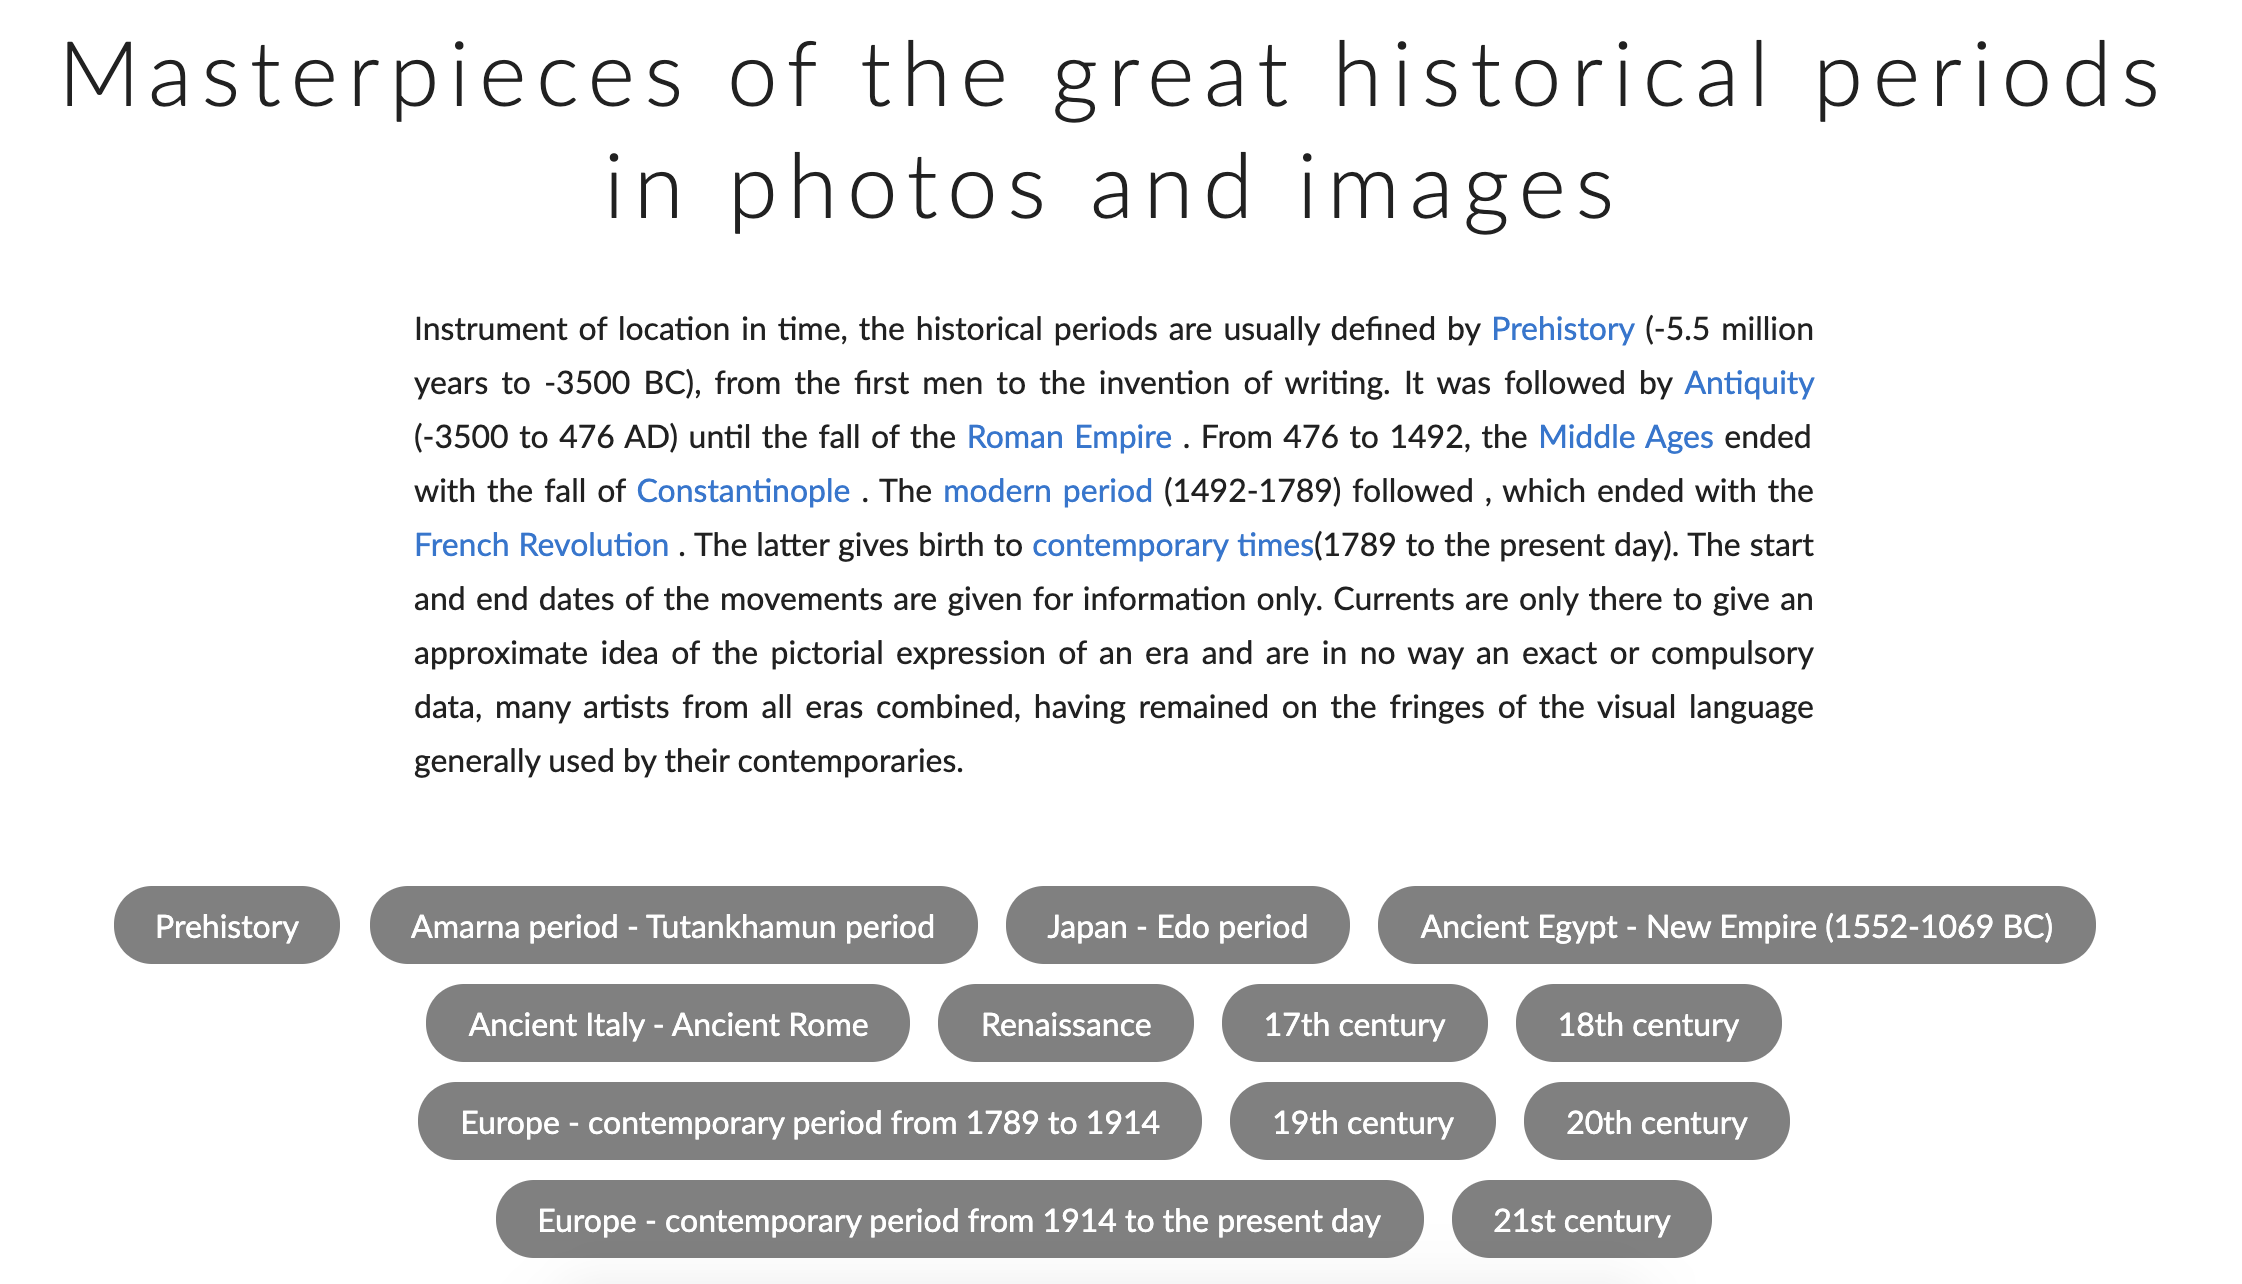 Masterpieces of the great historical periods
in photos and images
Instrument of location in time, the historical periods are usually defined by Prehistory (-5.5 million
years to -3500 BC), from the first men to the invention of writing. It was followed by Antiquity
(-3500 to 476 AD) until the fall of the Roman Empire . From 476 to 1492, the Middle Ages ended
with the fall of Constantinople . The modern period (1492-1789) followed , which ended with the
French Revolution . The latter gives birth to contemporary times(1789 to the present day). The start
and end dates of the movements are given for information only. Currents are only there to give an
approximate idea of the pictorial expression of an era and are in no way an exact or compulsory
data, many artists from all eras combined, having remained on the fringes of the visual language
generally used by their contemporaries.
Prehistory Amarna period - Tutankhamun period Japan - Edo period Ancient Egypt - New Empire (1552-1069 BC)
Ancient Italy - Ancient Rome Renaissance 17th century 18th century
Europe - contemporary period from 1789 to 1914 19th century 20th century
Europe - contemporary period from 1914 to the present day 21st century